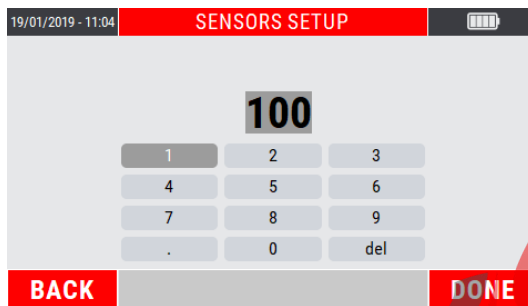 19/01/2019 - 11:04 SENSORS SETUP
100
1 2 3
4 5 6
7 8 9
. 0 del
BACK DONE